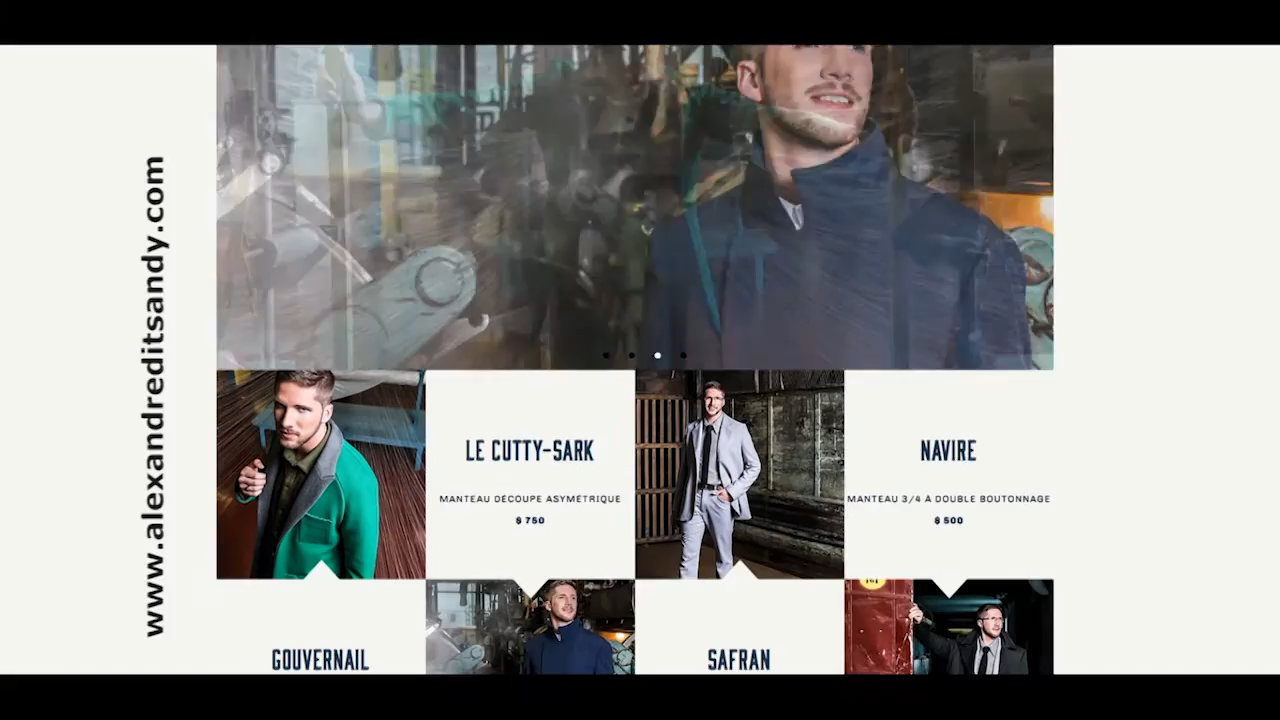 www.alexandreditsandy.com
LE CUTTY-SARK
MANTEAU DÉCOUPE ASYMÉTRIQUE
$ 750
NAVIRE
MANTEAU 3/4 À DOUBLE BOUTONNAGE
$ 500
GOUVERNAIL
SAFRAN